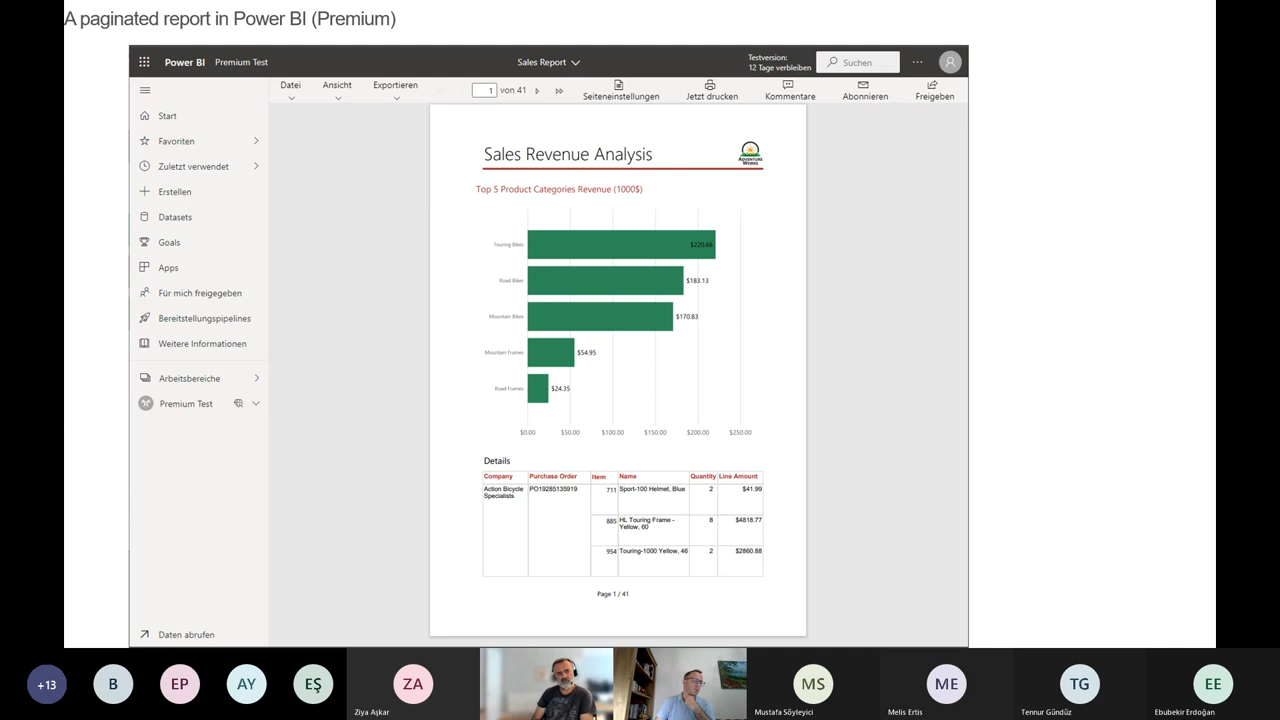 A paginated report in Power BI (Premium)
Power BI Premium Test
Sales Report
Testversion:
12 Tage verbleiben
Suchen
Datei
Ansicht
Exportieren
1 von 41
Seiteneinstellungen
Jetzt drucken
Kommentare
Abonnieren
Freigeben
Start
Favoriten
Zuletzt verwendet
Erstellen
Datasets
Goals
Apps
Für mich freigegeben
Bereitstellungspipelines
Weitere Informationen
Arbeitsbereiche
Premium Test
Daten abrufen
Sales Revenue Analysis
ADVENTURE
WORKS
Top 5 Product Categories Revenue (1000$)
Touring Bikes $220.66
Road Bikes $183.13
Mountain Bikes $170.83
Mountain Frames $54.95
Road Frames $24.35
$0.00 $50.00 $100.00 $150.00 $200.00 $250.00
Details
Company Purchase Order Item Name Quantity Line Amount
Action Bicycle PO19285135919 711 Sport-100 Helmet, Blue 2 $41.99
Specialists
885 HL Touring Frame - 8 $4818.77
Yellow, 60
954 Touring-1000 Yellow, 46 2 $2860.88
Page 1 / 41
+13 B EP AY EŞ ZA MS ME TG EE
Ziya Aşkar Mustafa Söyleyici Melis Ertis Tennur Gündüz Ebubekir Erdoğan